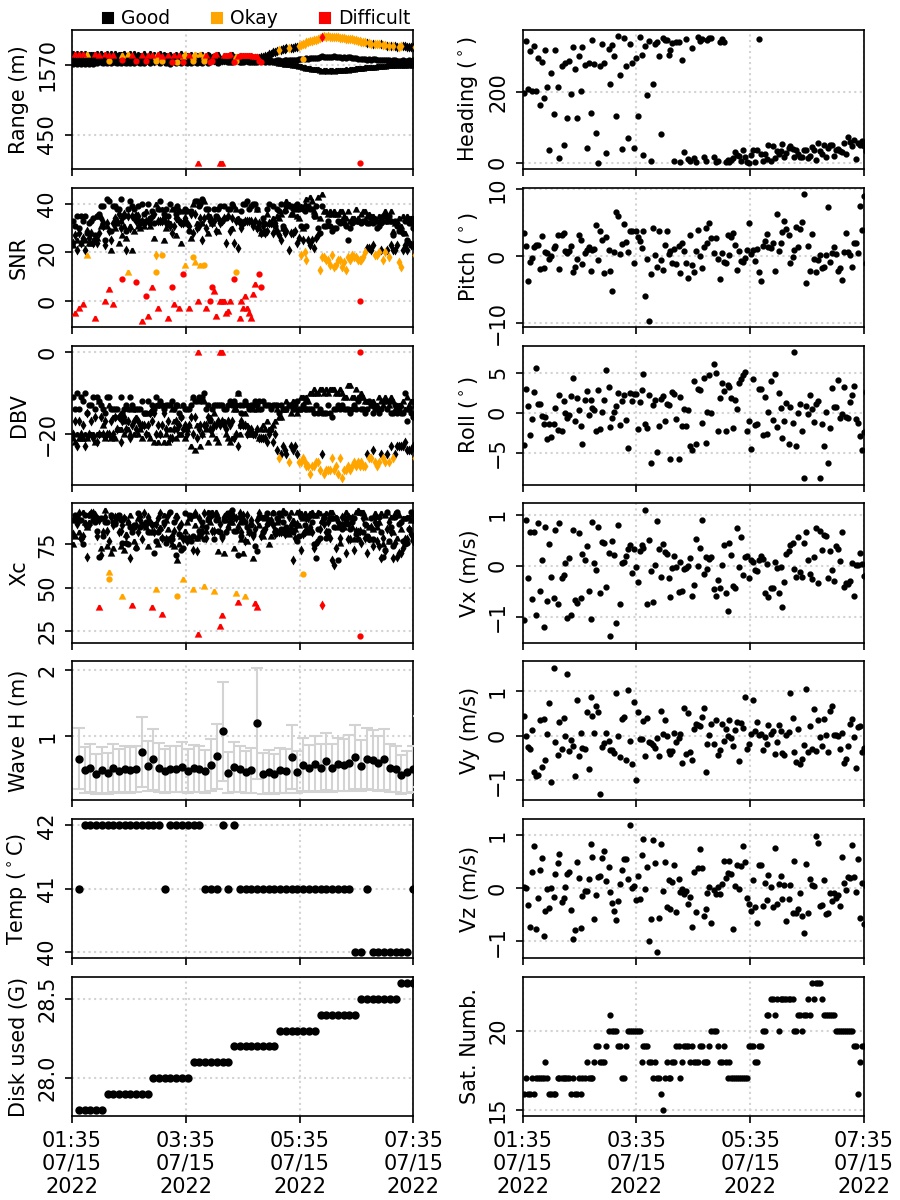 Good Okay Difficult
Range (m)
1570
450
Heading (°)
200
0
SNR
40
20
0
Pitch (°)
10
0
−10
DBV
0
−20
Roll (°)
5
0
−5
Xc
75
50
25
Vx (m/s)
1
0
−1
Wave H (m)
2
1
Vy (m/s)
1
0
−1
Temp (°C)
42
41
40
Vz (m/s)
1
0
−1
Disk used (G)
28.5
28.0
Sat. Numb.
20
15
01:35 03:35 05:35 07:35
07/15 07/15 07/15 07/15
2022 2022 2022 2022
01:35 03:35 05:35 07:35
07/15 07/15 07/15 07/15
2022 2022 2022 2022